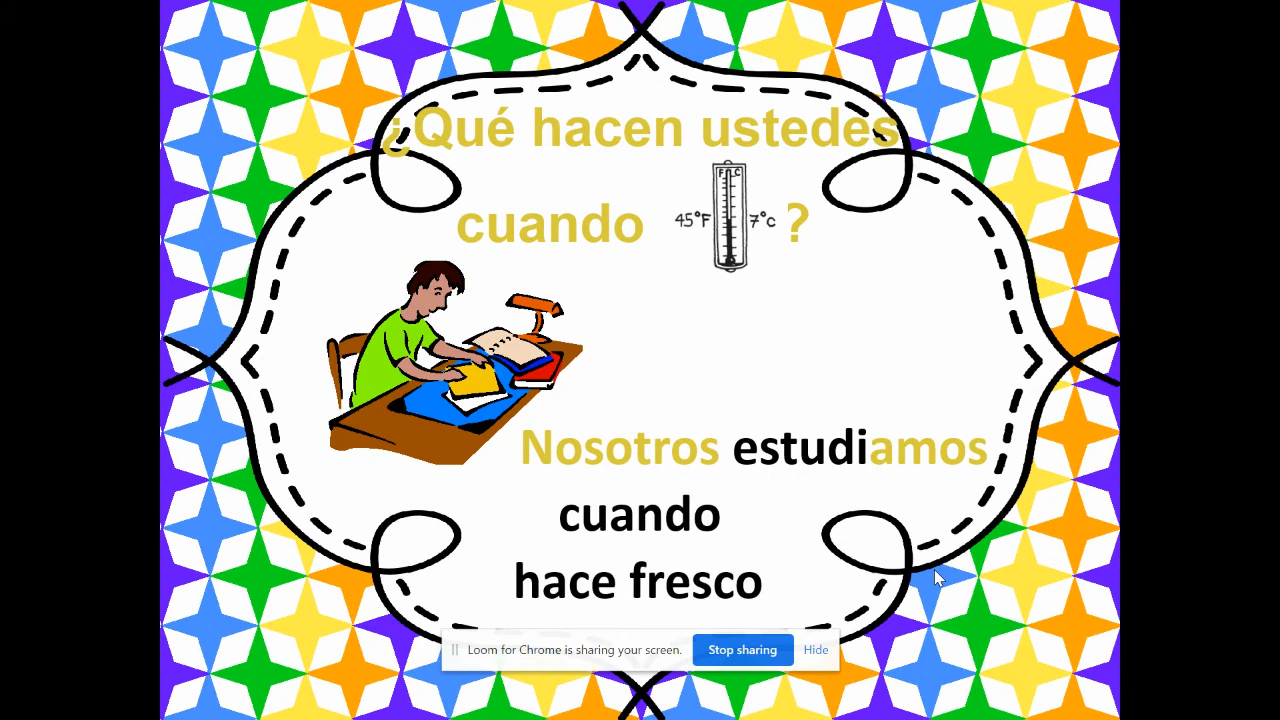 ¿Qué hacen ustedes
F C
cuando 45°F 7°C ?
Nosotros estudiamos
cuando
hace fresco
Loom for Chrome is sharing your screen. Stop sharing Hide